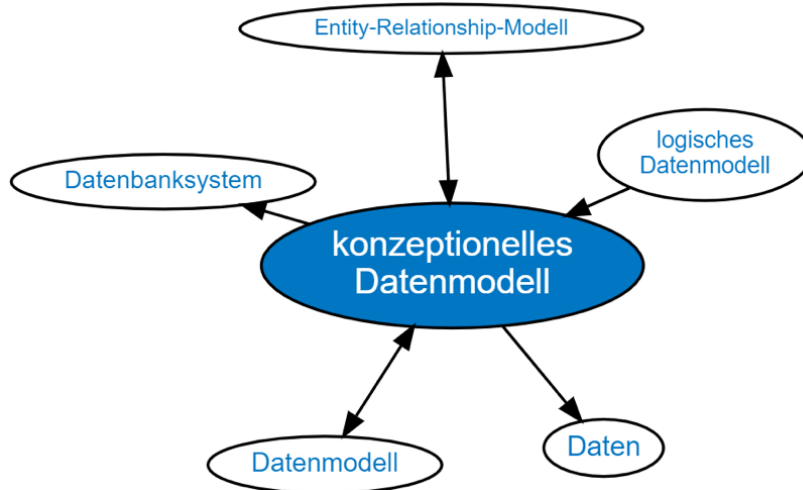 Entity-Relationship-Modell
logisches
Datenmodell
Datenbanksystem
konzeptionelles
Datenmodell
Datenmodell
Daten